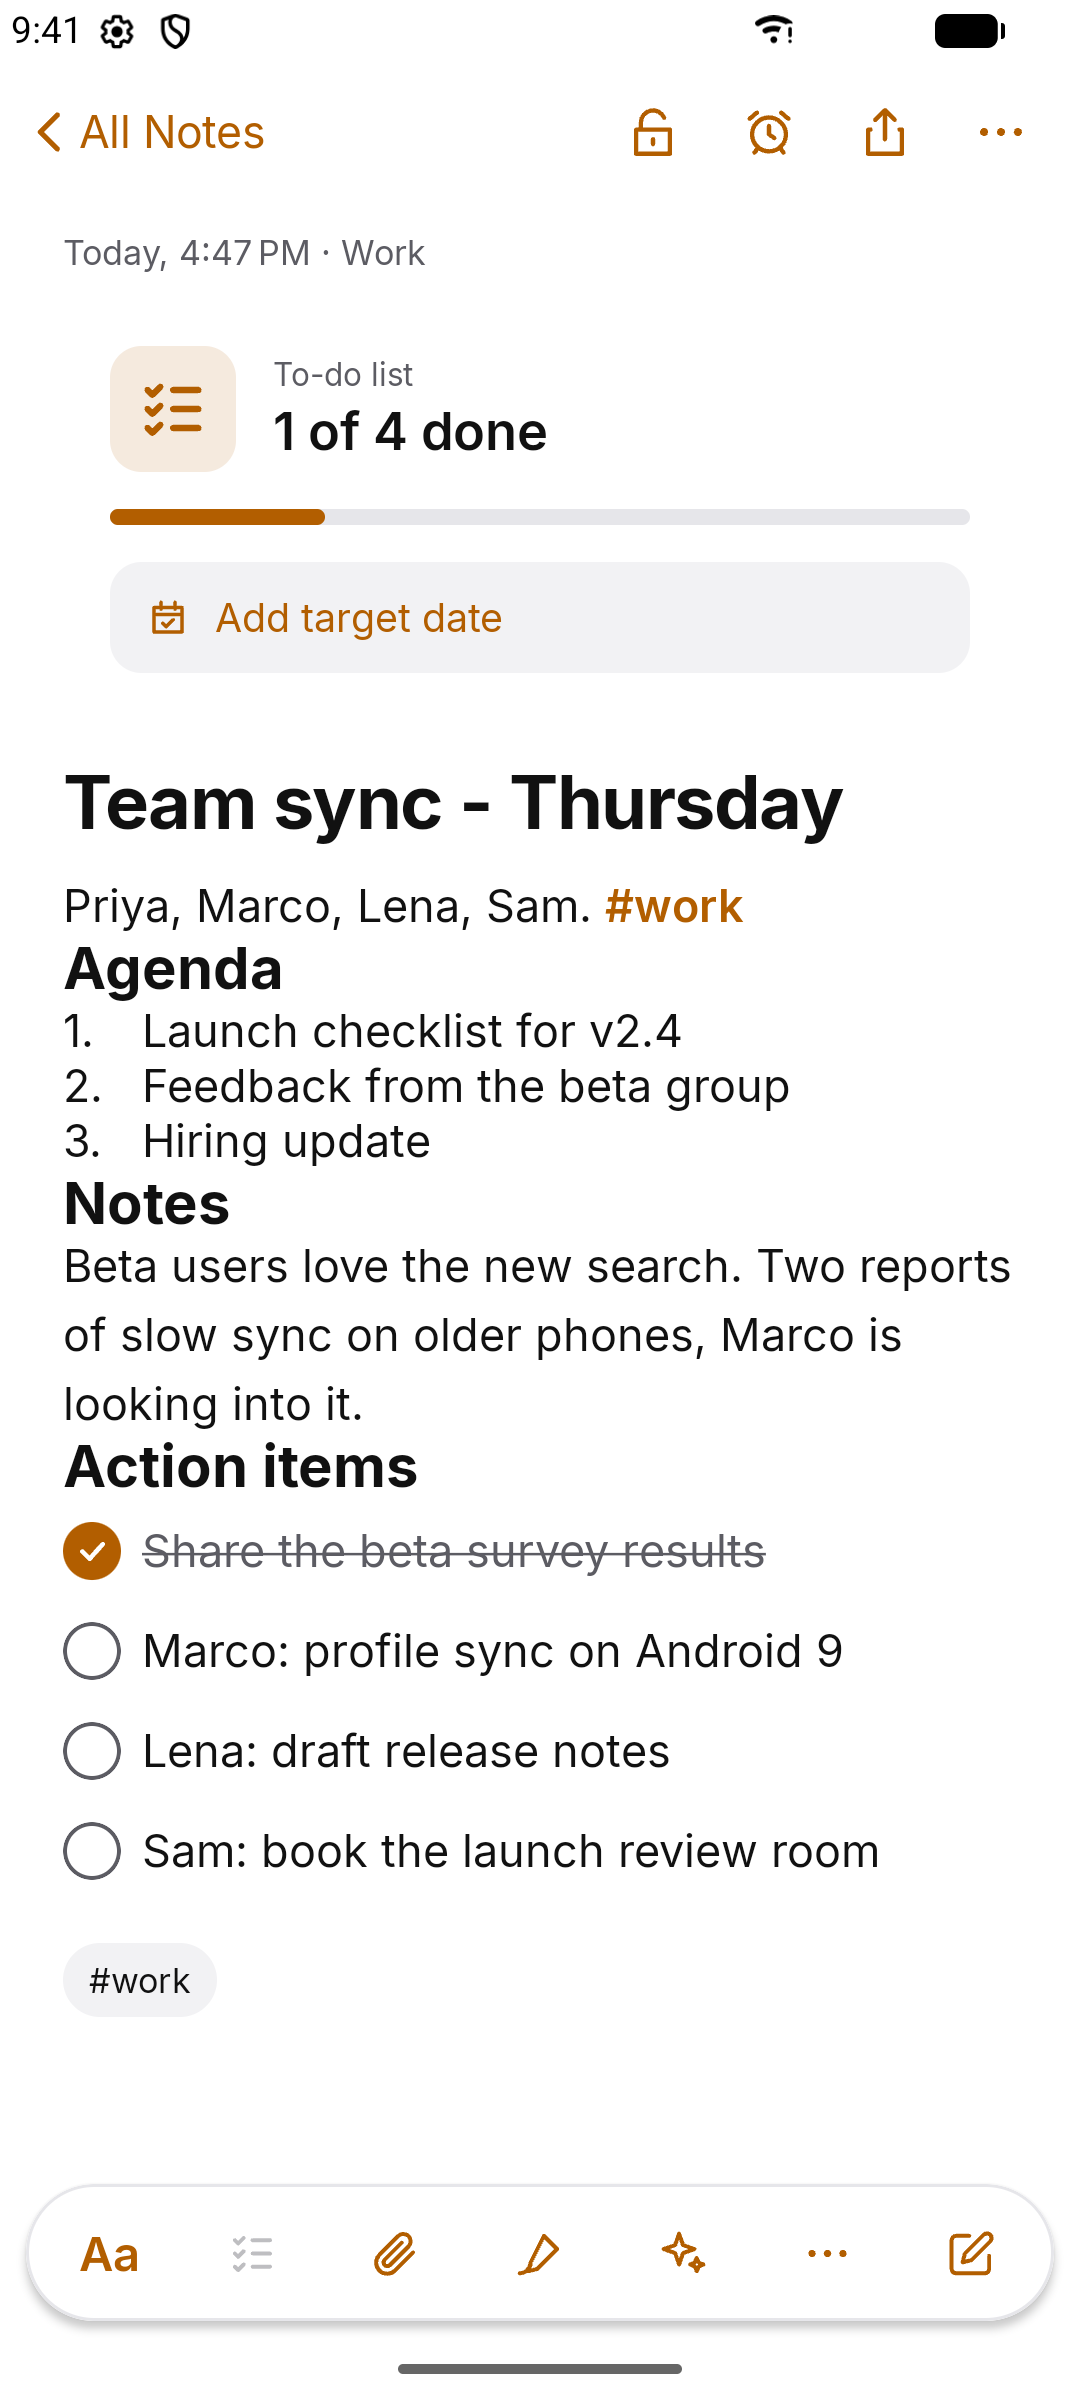 9:41
All Notes
Today, 4:47 PM · Work
To-do list
1 of 4 done
Add target date
Team sync - Thursday
Priya, Marco, Lena, Sam. #work
Agenda
1. Launch checklist for v2.4
2. Feedback from the beta group
3. Hiring update
Notes
Beta users love the new search. Two reports
of slow sync on older phones, Marco is
looking into it.
Action items
Share the beta survey results
Marco: profile sync on Android 9
Lena: draft release notes
Sam: book the launch review room
#work
Aa